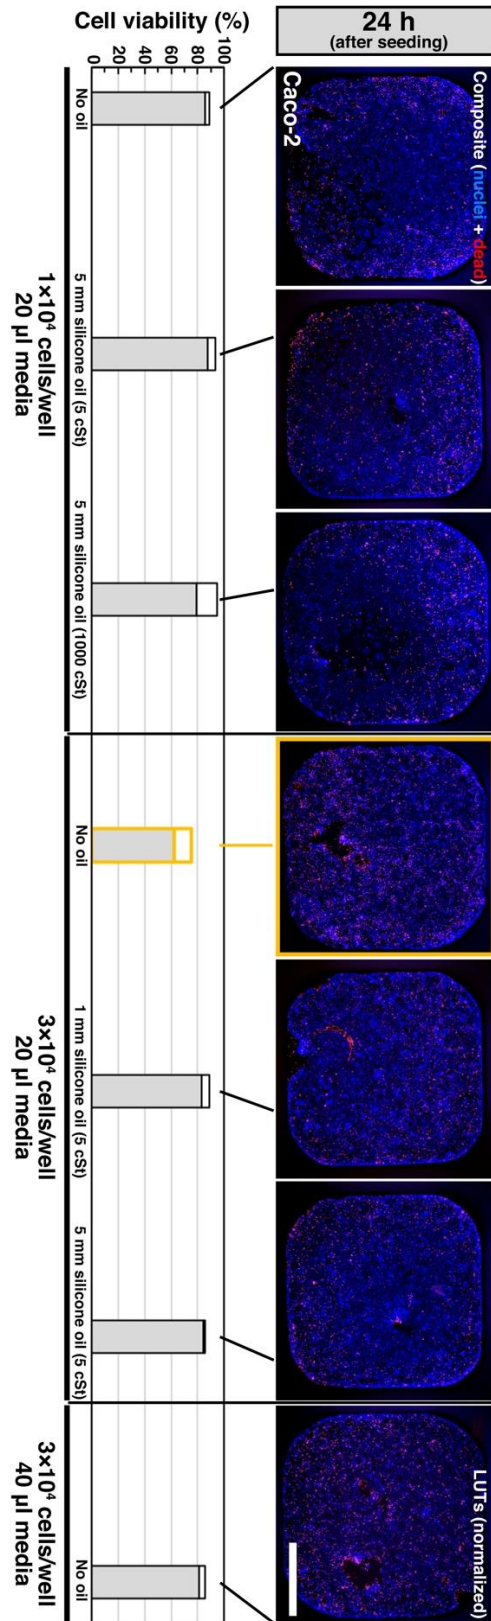 24 h
(after seeding)
Composite (nuclei + dead)
Caco-2
LUTs (normalized)
Cell viability (%)
100
80
60
40
20
0
No oil
5 mm silicone oil (5 cSt)
5 mm silicone oil (1000 cSt)
No oil
1 mm silicone oil (5 cSt)
5 mm silicone oil (5 cSt)
No oil
1×10⁴ cells/well
20 µl media
3×10⁴ cells/well
20 µl media
3×10⁴ cells/well
40 µl media